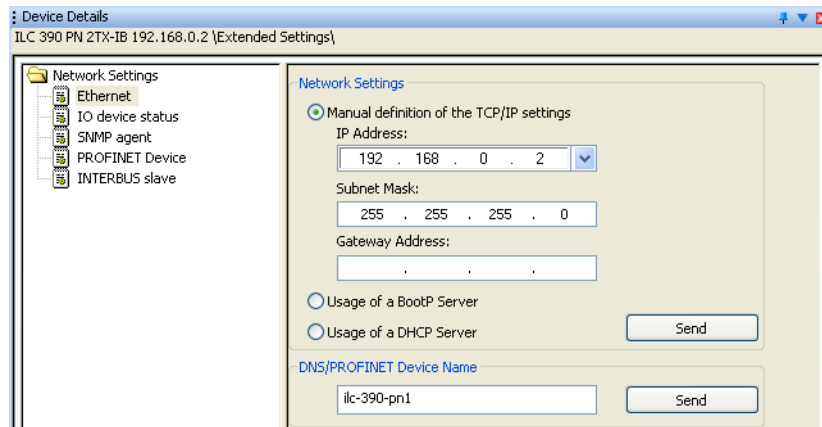 Device Details
ILC 390 PN 2TX-IB 192.168.0.2 \Extended Settings\
Network Settings
Ethernet
IO device status
SNMP agent
PROFINET Device
INTERBUS slave
Network Settings
Manual definition of the TCP/IP settings
IP Address:
192 . 168 . 0 . 2
Subnet Mask:
255 . 255 . 255 . 0
Gateway Address:
. . .
Usage of a BootP Server
Usage of a DHCP Server
Send
DNS/PROFINET Device Name
ilc-390-pn1
Send